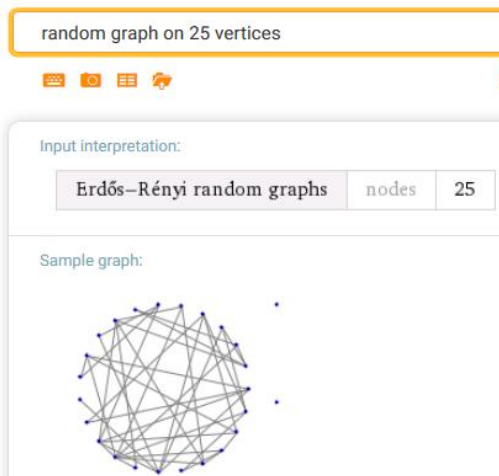 random graph on 25 vertices
Input interpretation:
Erdős–Rényi random graphs nodes 25
Sample graph: